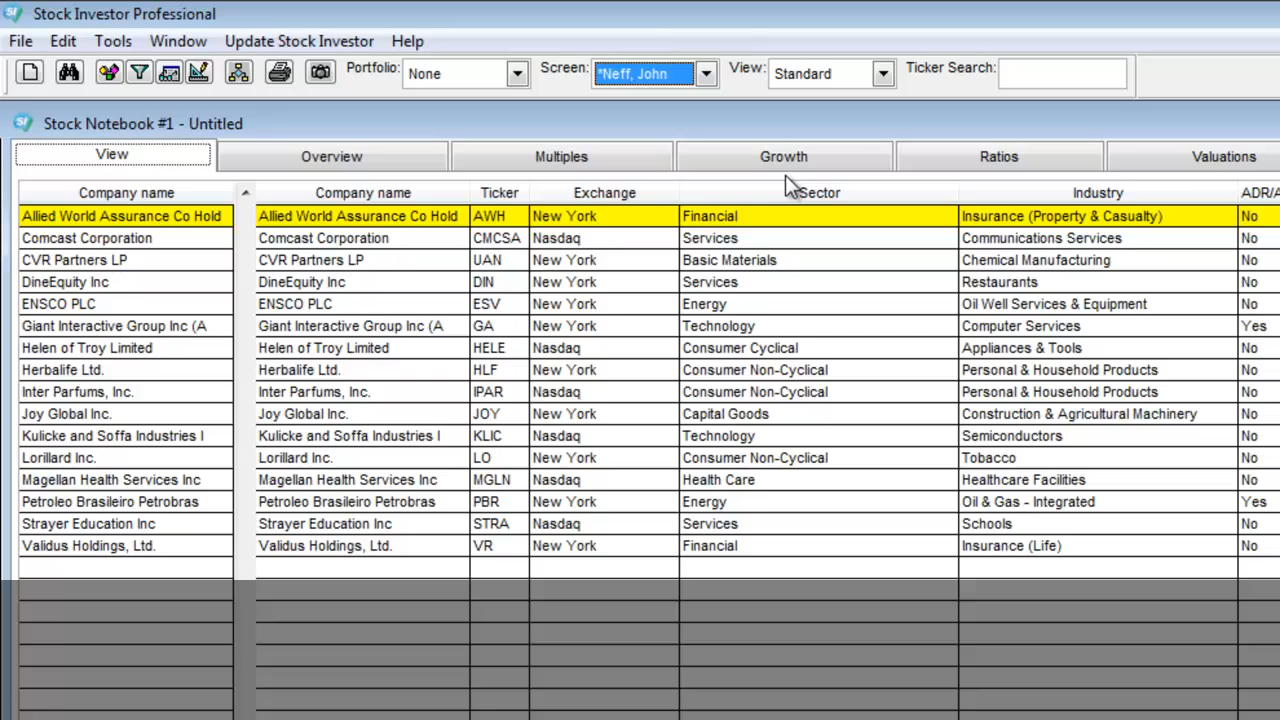 Stock Investor Professional
File Edit Tools Window Update Stock Investor Help
Portfolio: None Screen: *Neff, John View: Standard Ticker Search:
Stock Notebook #1 - Untitled
View Overview Multiples Growth Ratios Valuations
Company name Company name Ticker Exchange Sector Industry ADR/A
Allied World Assurance Co Hold Allied World Assurance Co Hold AWH New York Financial Insurance (Property & Casualty) No
Comcast Corporation Comcast Corporation CMCSA Nasdaq Services Communications Services No
CVR Partners LP CVR Partners LP UAN New York Basic Materials Chemical Manufacturing No
DineEquity Inc DineEquity Inc DIN New York Services Restaurants No
ENSCO PLC ENSCO PLC ESV New York Energy Oil Well Services & Equipment No
Giant Interactive Group Inc (A Giant Interactive Group Inc (A GA New York Technology Computer Services Yes
Helen of Troy Limited Helen of Troy Limited HELE Nasdaq Consumer Cyclical Appliances & Tools No
Herbalife Ltd. Herbalife Ltd. HLF New York Consumer Non-Cyclical Personal & Household Products No
Inter Parfums, Inc. Inter Parfums, Inc. IPAR Nasdaq Consumer Non-Cyclical Personal & Household Products No
Joy Global Inc. Joy Global Inc. JOY New York Capital Goods Construction & Agricultural Machinery No
Kulicke and Soffa Industries I Kulicke and Soffa Industries I KLIC Nasdaq Technology Semiconductors No
Lorillard Inc. Lorillard Inc. LO New York Consumer Non-Cyclical Tobacco No
Magellan Health Services Inc Magellan Health Services Inc MGLN Nasdaq Health Care Healthcare Facilities No
Petroleo Brasileiro Petrobras Petroleo Brasileiro Petrobras PBR New York Energy Oil & Gas - Integrated Yes
Strayer Education Inc Strayer Education Inc STRA Nasdaq Services Schools No
Validus Holdings, Ltd. Validus Holdings, Ltd. VR New York Financial Insurance (Life) No